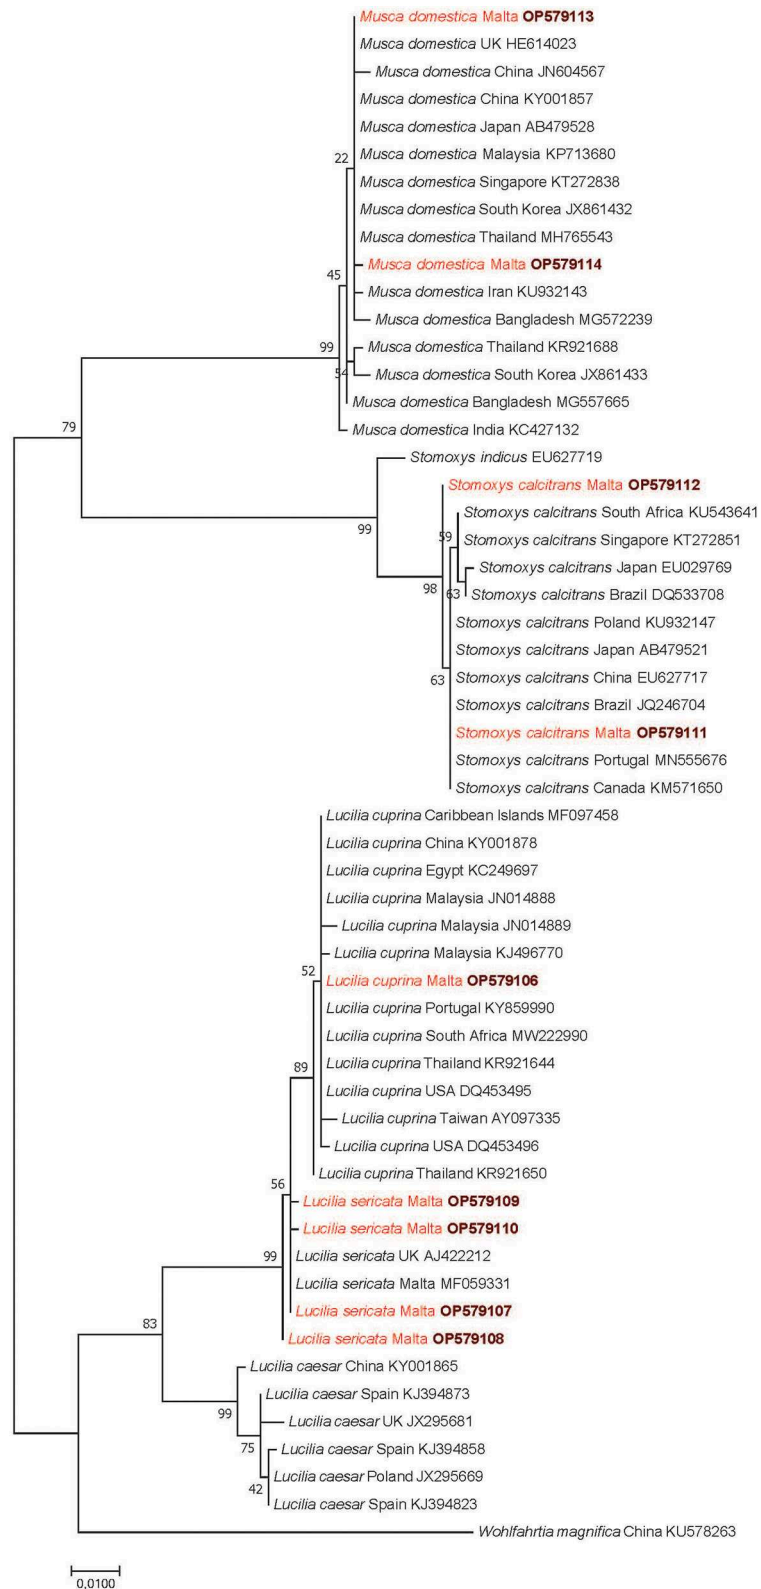 Musca domestica Malta OP579113
Musca domestica UK HE614023
Musca domestica China JN604567
Musca domestica China KY001857
Musca domestica Japan AB479528
Musca domestica Malaysia KP713680
22
Musca domestica Singapore KT272838
Musca domestica South Korea JX861432
Musca domestica Thailand MH765543
Musca domestica Malta OP579114
45
Musca domestica Iran KU932143
Musca domestica Bangladesh MG572239
99
Musca domestica Thailand KR921688
54
Musca domestica South Korea JX861433
Musca domestica Bangladesh MG557665
79
Musca domestica India KC427132
Stomoxys indicus EU627719
Stomoxys calcitrans Malta OP579112
Stomoxys calcitrans South Africa KU543641
99
59
Stomoxys calcitrans Singapore KT272851
Stomoxys calcitrans Japan EU029769
98
63
Stomoxys calcitrans Brazil DQ533708
Stomoxys calcitrans Poland KU932147
Stomoxys calcitrans Japan AB479521
63
Stomoxys calcitrans China EU627717
Stomoxys calcitrans Brazil JQ246704
Stomoxys calcitrans Malta OP579111
Stomoxys calcitrans Portugal MN555676
Stomoxys calcitrans Canada KM571650
Lucilia cuprina Caribbean Islands MF097458
Lucilia cuprina China KY001878
Lucilia cuprina Egypt KC249697
Lucilia cuprina Malaysia JN014888
Lucilia cuprina Malaysia JN014889
Lucilia cuprina Malaysia KJ496770
52
Lucilia cuprina Malta OP579106
Lucilia cuprina Portugal KY859990
Lucilia cuprina South Africa MW222990
89
Lucilia cuprina Thailand KR921644
Lucilia cuprina USA DQ453495
Lucilia cuprina Taiwan AY097335
Lucilia cuprina USA DQ453496
Lucilia cuprina Thailand KR921650
56
Lucilia sericata Malta OP579109
Lucilia sericata Malta OP579110
99
Lucilia sericata UK AJ422212
Lucilia sericata Malta MF059331
83
Lucilia sericata Malta OP579107
Lucilia sericata Malta OP579108
Lucilia caesar China KY001865
Lucilia caesar Spain KJ394873
99
Lucilia caesar UK JX295681
75
Lucilia caesar Spain KJ394858
Lucilia caesar Poland JX295669
42
Lucilia caesar Spain KJ394823
Wohlfahrtia magnifica China KU578263
0,0100